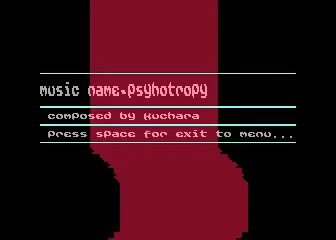 music name.psyhotropy
composed by Kuchara
Press space for exit to menu...